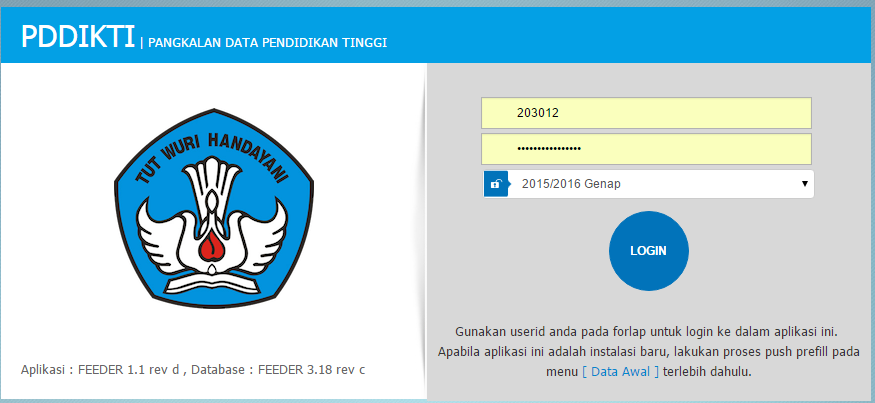 PDDIKTI | PANGKALAN DATA PENDIDIKAN TINGGI
TUT WURI HANDAYANI
203012
••••••••••••••••
2015/2016 Genap
LOGIN
Gunakan userid anda pada forlap untuk login ke dalam aplikasi ini.
Apabila aplikasi ini adalah instalasi baru, lakukan proses push prefill pada
menu [ Data Awal ] terlebih dahulu.
Aplikasi : FEEDER 1.1 rev d , Database : FEEDER 3.18 rev c